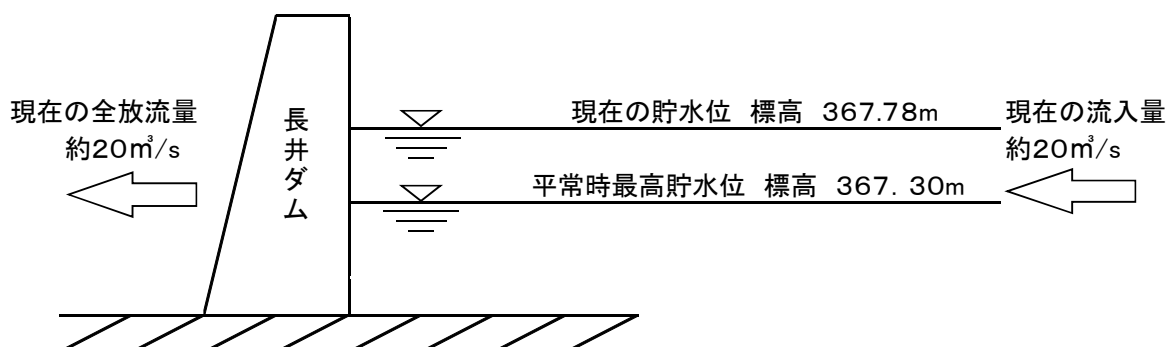 現在の全放流量
約20㎥/s
長井ダム
現在の貯水位 標高 367.78m
平常時最高貯水位 標高 367.30m
現在の流入量
約20㎥/s